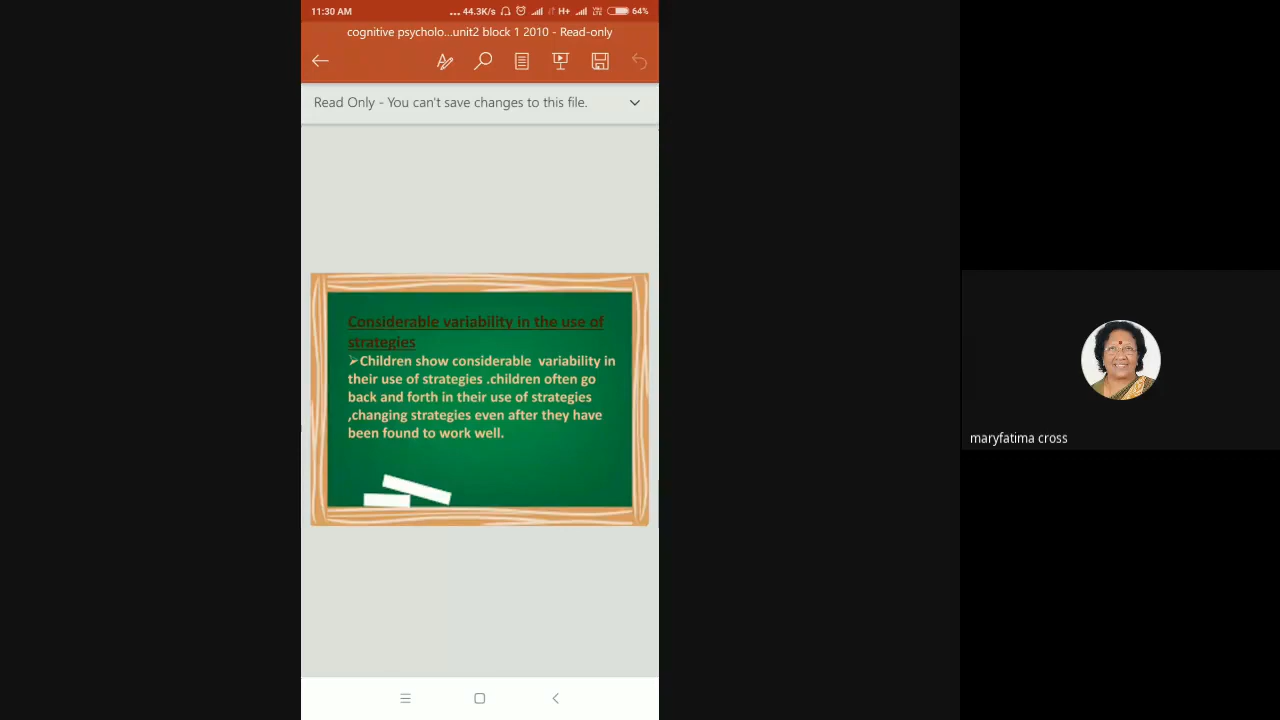 11:30 AM ... 44.3K/s H+ VoLTE 64%
cognitive psycholo...unit2 block 1 2010 - Read-only
Read Only - You can't save changes to this file.
Considerable variability in the use of
strategies
➢Children show considerable  variability in
their use of strategies .children often go
back and forth in their use of strategies
,changing strategies even after they have
been found to work well.
maryfatima cross